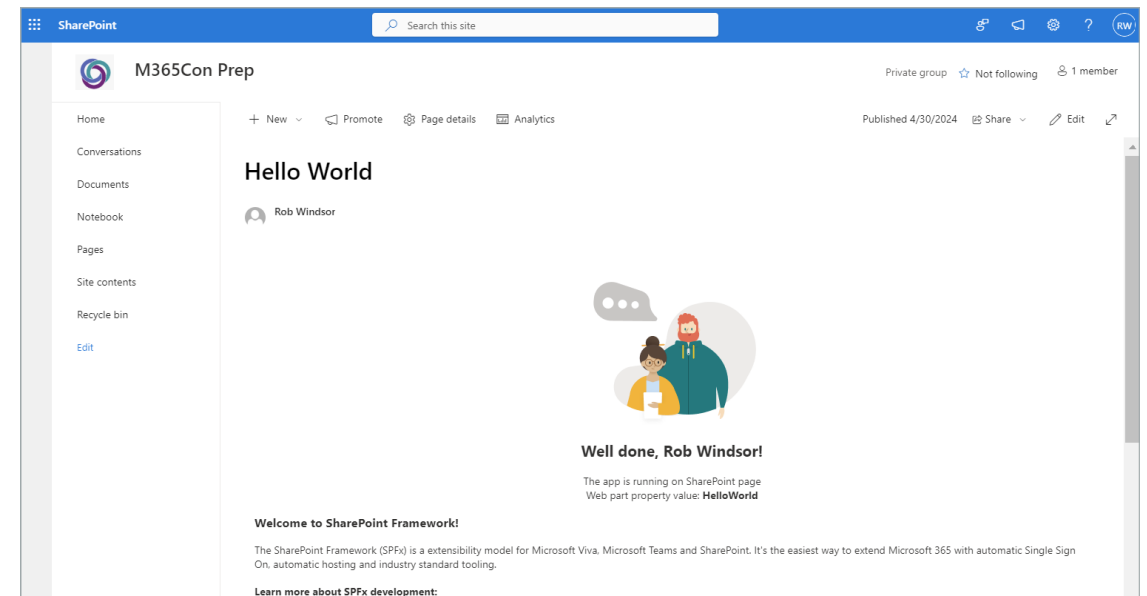 SharePoint
Search this site
RW
M365Con Prep
Private group
Not following
1 member
Home
Conversations
Documents
Notebook
Pages
Site contents
Recycle bin
Edit
New
Promote
Page details
Analytics
Published 4/30/2024
Share
Edit
Hello World
Rob Windsor
Well done, Rob Windsor!
The app is running on SharePoint page
Web part property value: HelloWorld
Welcome to SharePoint Framework!
The SharePoint Framework (SPFx) is a extensibility model for Microsoft Viva, Microsoft Teams and SharePoint. It's the easiest way to extend Microsoft 365 with automatic Single Sign
On, automatic hosting and industry standard tooling.
Learn more about SPFx development: